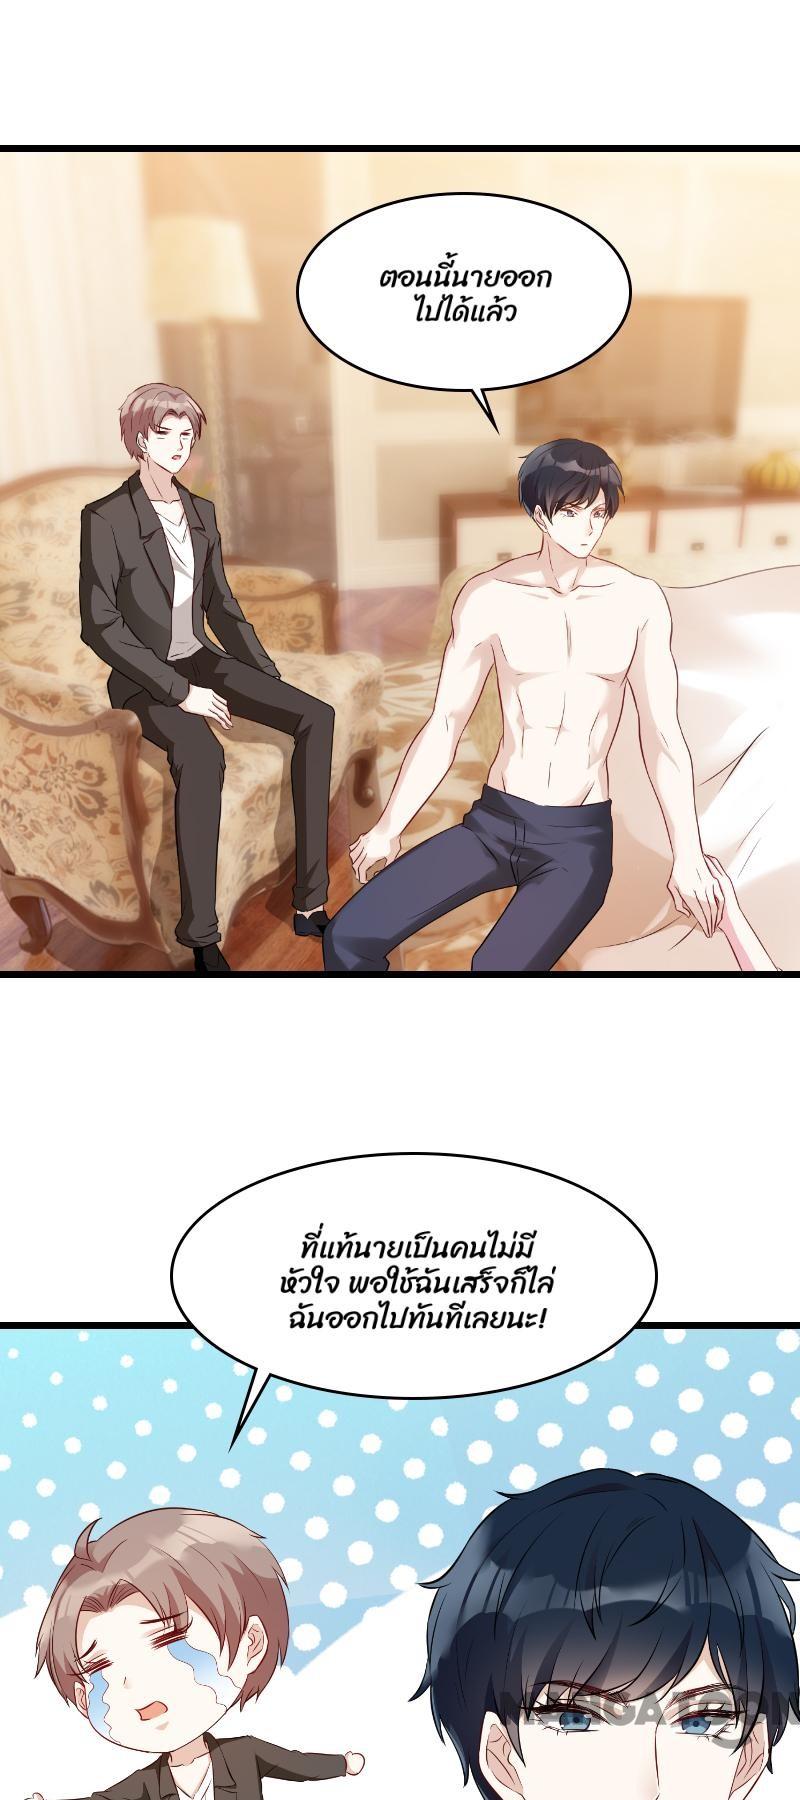 ตอนนี้นายออก
ไปได้แล้ว
ที่แท้นายเป็นคนไม่มี
หัวใจ พอใช้ฉันเสร็จก็ไล่
ฉันออกไปทันทีเลยนะ!
MANGATOON